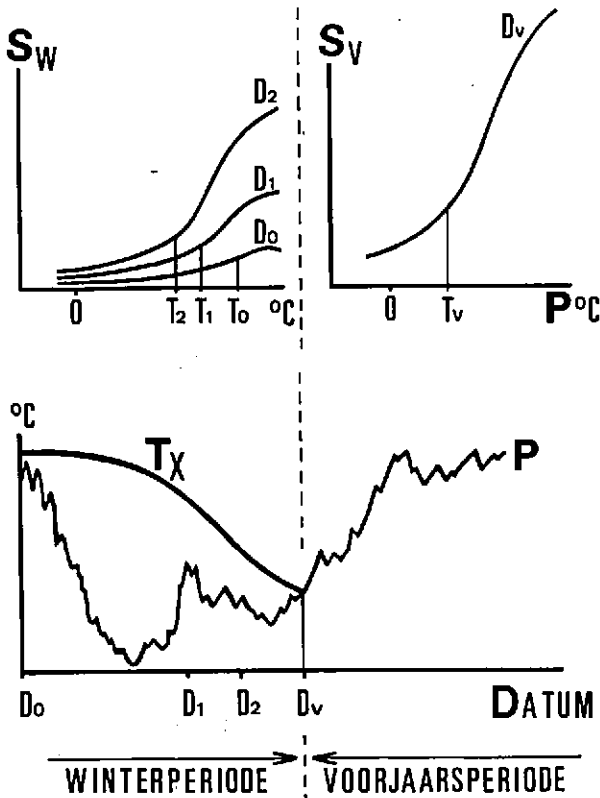 Sw
D2
D1
D0
0 T2 T1 T0 °C
Sv
Dv
0 Tv P°C
°C
Tx
P
D0 D1 D2 Dv DATUM
WINTERPERIODE VOORJAARSPERIODE